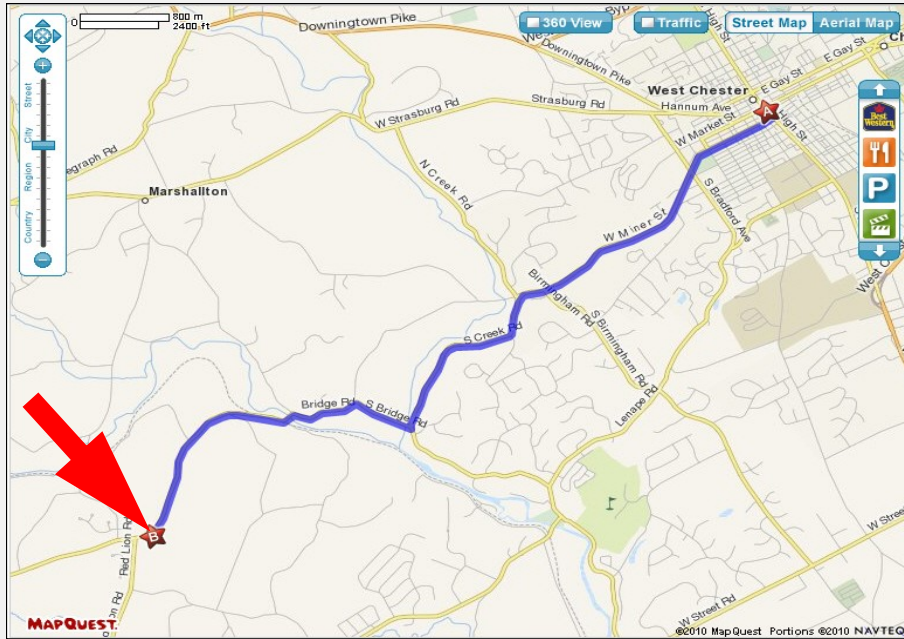 0
800 m
2400 ft
Downingtown Pike
360 View
Traffic
Street Map
Aerial Map
High St
Downingtown Pike
E Gay St
West Chester
E Gay St
Hannum Ave
Strasburg Rd
W Strasburg Rd
W Market St
A
High St
Best Western
P
Street
City
Region
Country
Marshallton
N Creek Rd
S Bradford Ave
W Miner St
Birmingham Rd
S Birmingham Rd
S Creek Rd
Bridge Rd
S Bridge Rd
Lenape Rd
Red Lion Rd
B
W Street
W Street Rd
MAPQUEST.
©2010 MapQuest Portions ©2010 NAVTEQ